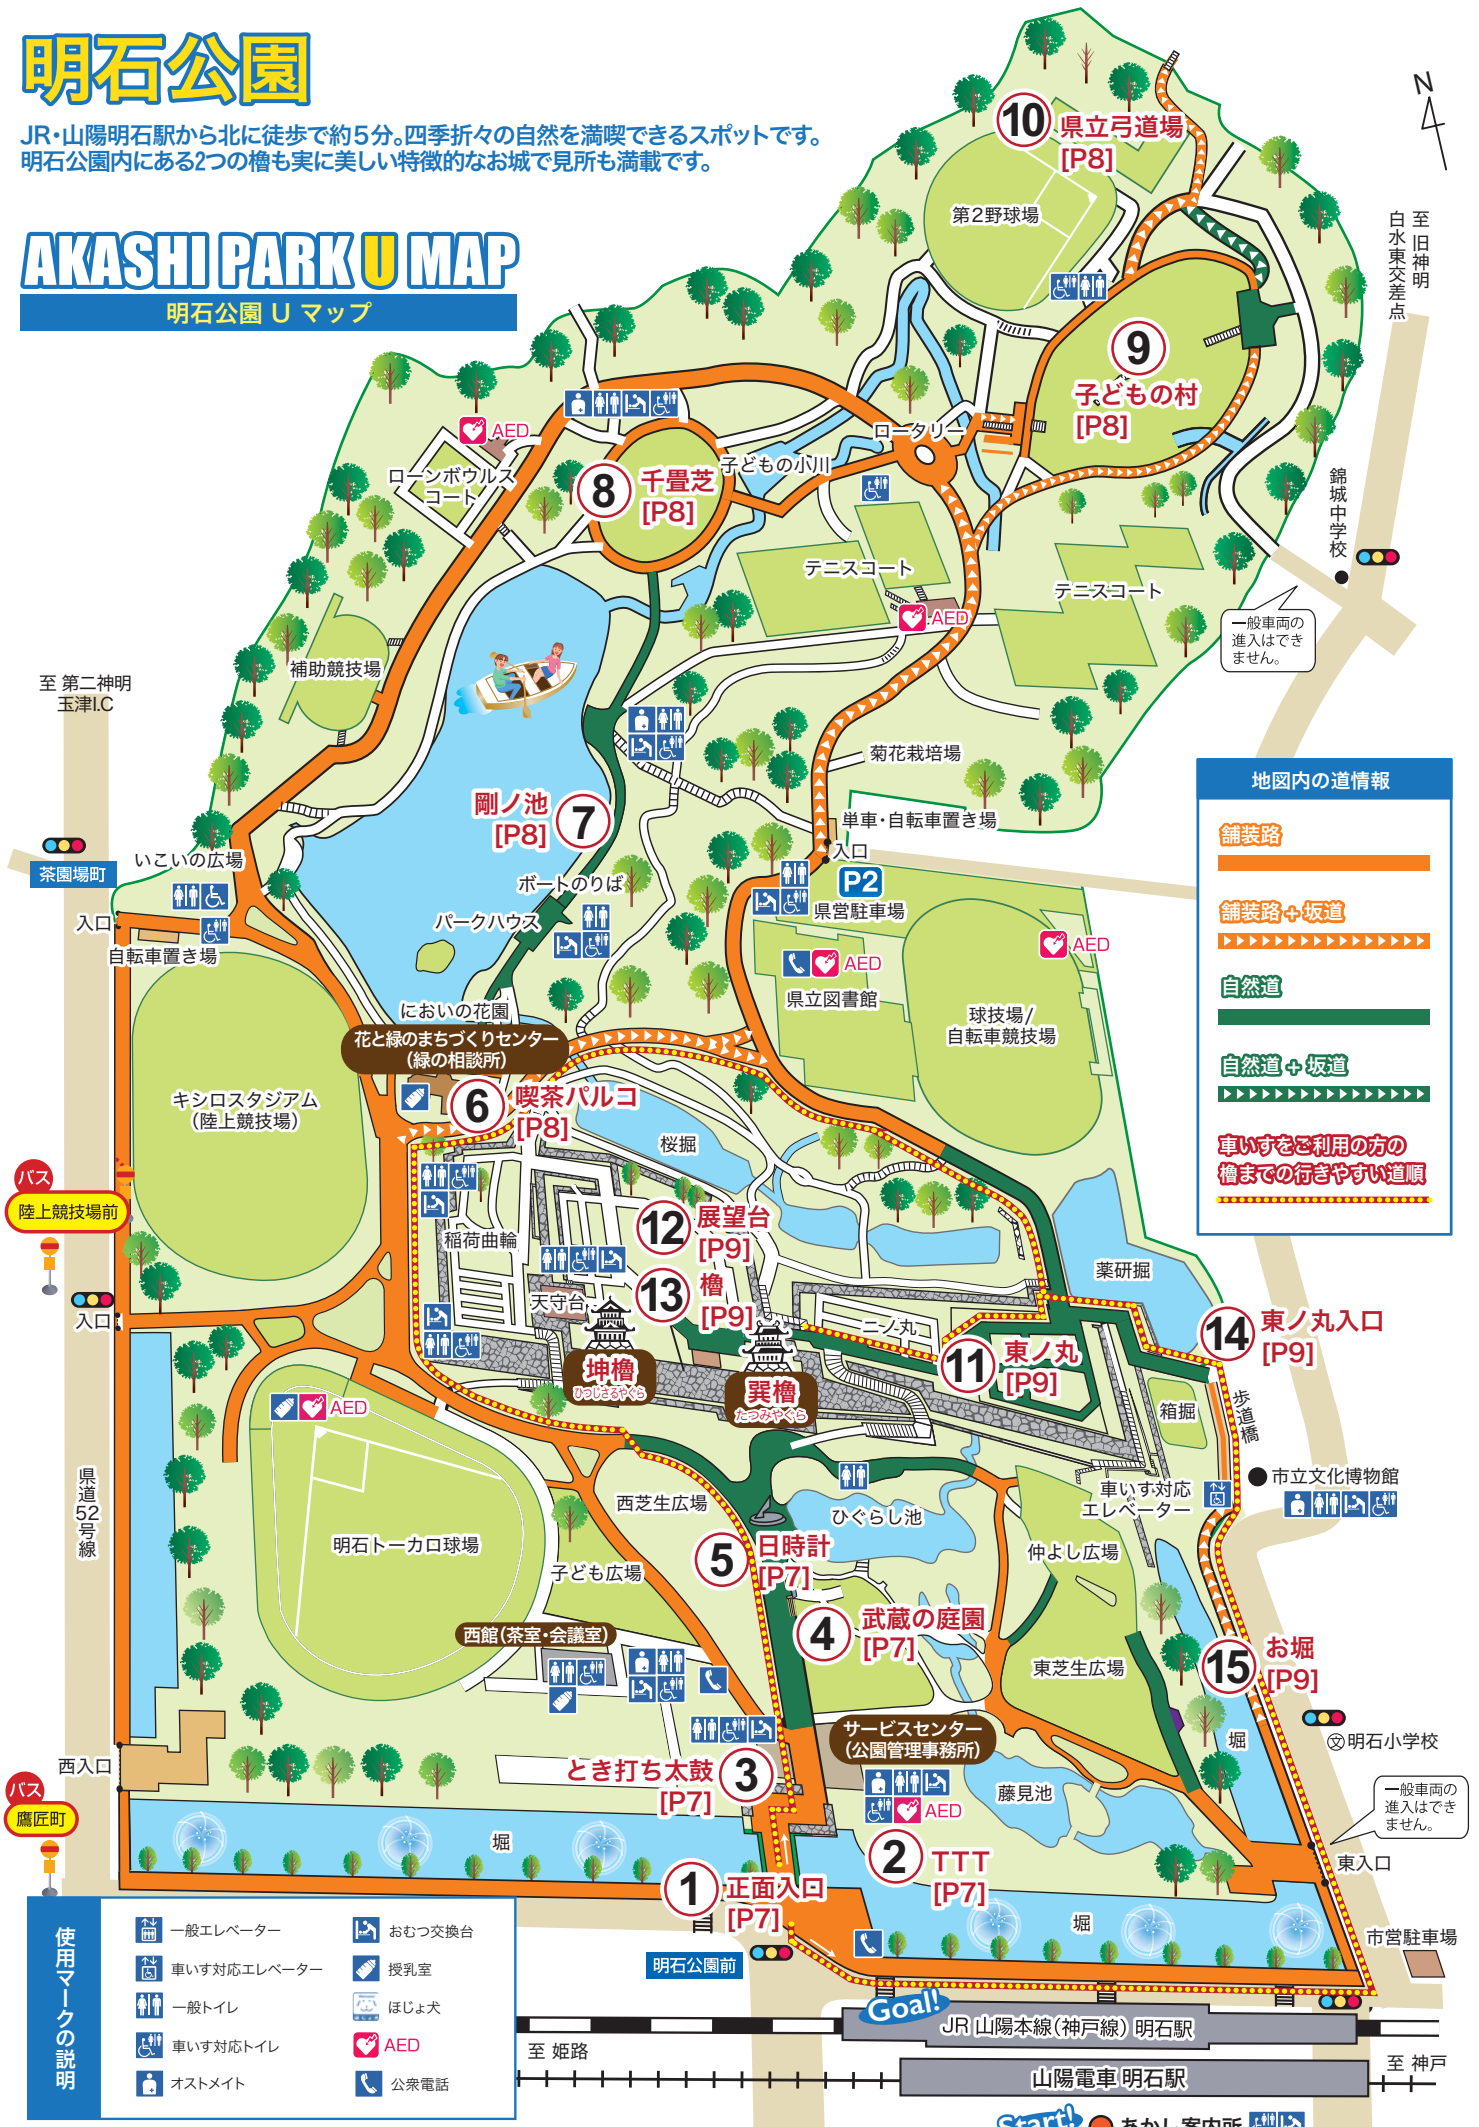 明石公園
JR・山陽明石駅から北に徒歩で約5分。四季折々の自然を満喫できるスポットです。
明石公園内にある2つの櫓も実に美しい特徴的なお城で見所も満載です。
AKASHI PARK U MAP
明石公園 U マップ
N
10
県立弓道場
[P8]
第2野球場
至 旧神明
白水東交差点
9
子どもの村
[P8]
ロータリー
AED
ローンボウルス
コート
8
千畳芝
[P8]
子どもの小川
錦城中学校
テニスコート
テニスコート
AED
一般車両の
進入はでき
ません。
補助競技場
至 第二神明
玉津I.C
菊花栽培場
地図内の道情報
舗装路
舗装路+坂道
自然道
自然道+坂道
車いすをご利用の方の
櫓までの行きやすい道順
剛ノ池
[P8]
7
単車・自転車置き場
入口
P2
県営駐車場
茶園場町
いこいの広場
入口
自転車置き場
ボートのりば
パークハウス
AED
AED
県立図書館
球技場/
自転車競技場
においの花園
花と緑のまちづくりセンター
(緑の相談所)
6
喫茶パルコ
[P8]
キシロスタジアム
(陸上競技場)
桜掘
バス
陸上競技場前
12
展望台
[P9]
稲荷曲輪
13
櫓
[P9]
天守台
薬研掘
入口
二ノ丸
14
東ノ丸入口
[P9]
11
東ノ丸
[P9]
坤櫓
ひつじさるやぐら
巽櫓
たつみやぐら
箱掘
歩道橋
AED
市立文化博物館
車いす対応
エレベーター
県道52号線
西芝生広場
ひぐらし池
明石トーカロ球場
5
日時計
[P7]
子ども広場
仲よし広場
4
武蔵の庭園
[P7]
西館(茶室・会議室)
東芝生広場
15
お堀
[P9]
サービスセンター
(公園管理事務所)
堀
文
明石小学校
西入口
とき打ち太鼓
[P7]
3
藤見池
AED
一般車両の
進入はでき
ません。
バス
鷹匠町
堀
2
TTT
[P7]
東入口
1
正面入口
[P7]
堀
市営駐車場
明石公園前
使用マークの説明
一般エレベーター
車いす対応エレベーター
一般トイレ
車いす対応トイレ
オストメイト
おむつ交換台
授乳室
ほじょ犬
AED
公衆電話
Goal!
JR 山陽本線(神戸線) 明石駅
至 姫路
至 神戸
山陽電車 明石駅
Start!
あかし案内所